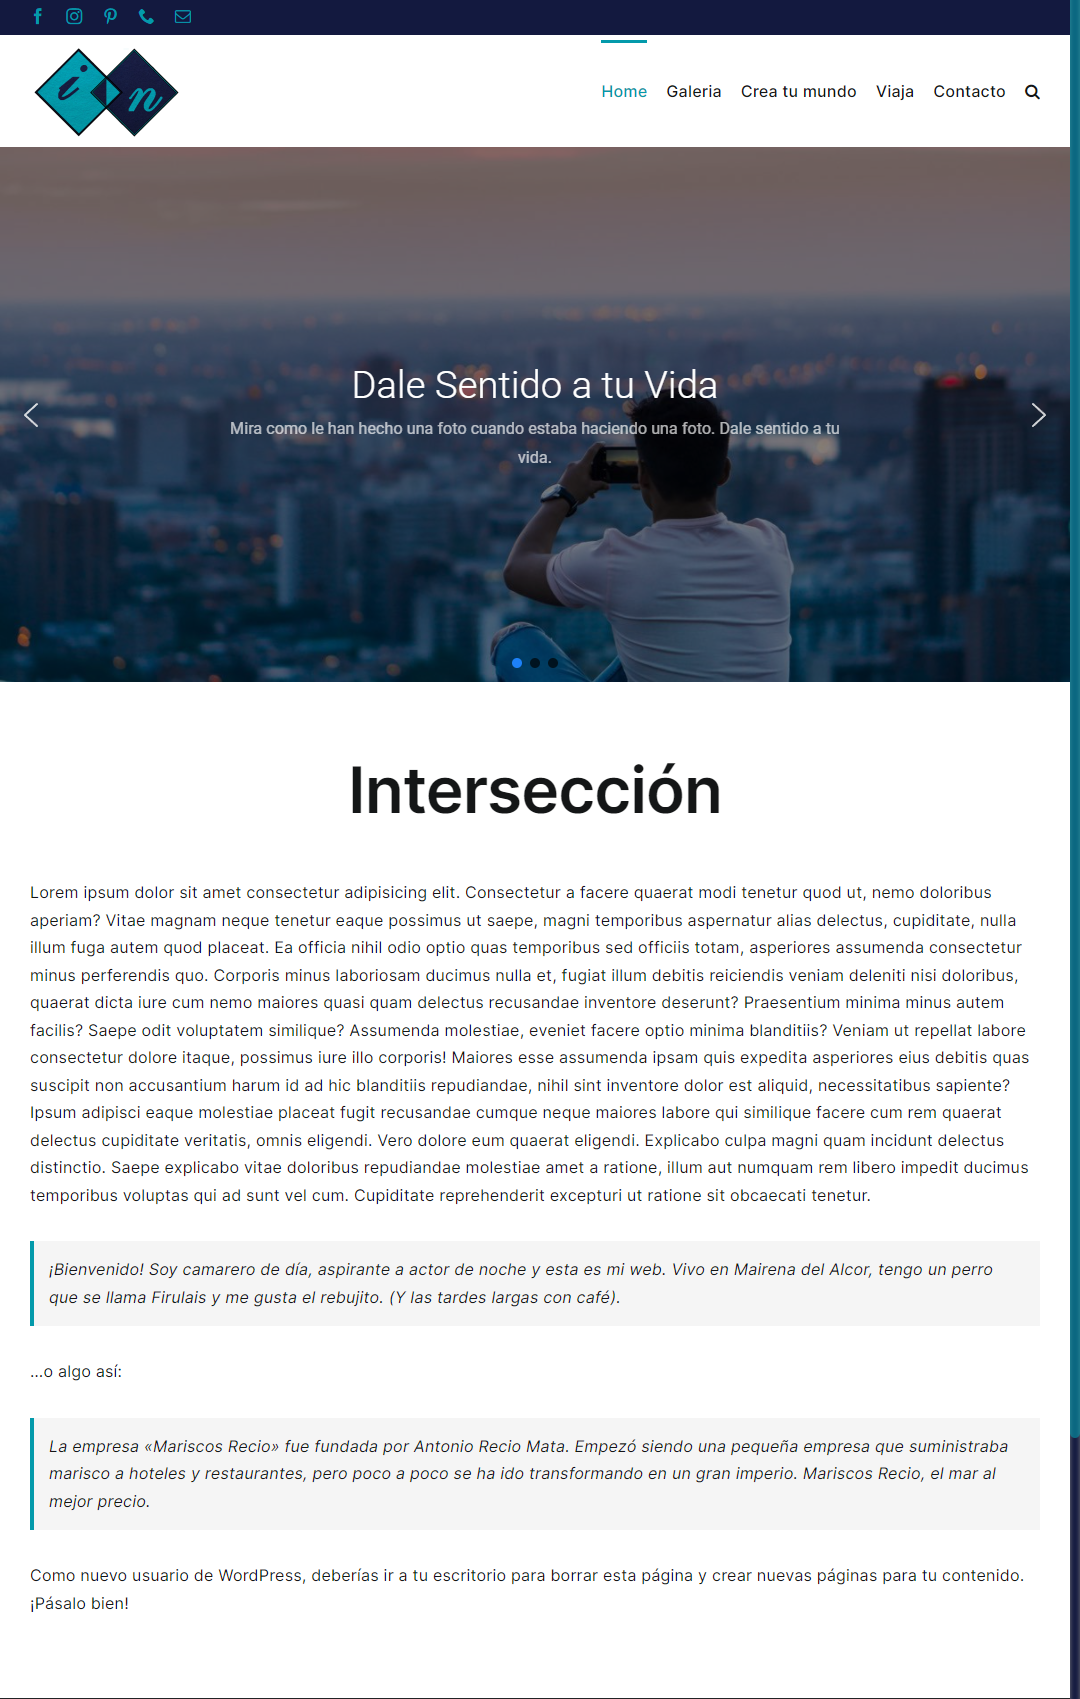 i n
Home Galeria Crea tu mundo Viaja Contacto
Dale Sentido a tu Vida
Mira como le han hecho una foto cuando estaba haciendo una foto. Dale sentido a tu
vida.
Intersección
Lorem ipsum dolor sit amet consectetur adipisicing elit. Consectetur a facere quaerat modi tenetur quod ut, nemo doloribus
aperiam? Vitae magnam neque tenetur eaque possimus ut saepe, magni temporibus aspernatur alias delectus, cupiditate, nulla
illum fuga autem quod placeat. Ea officia nihil odio optio quas temporibus sed officiis totam, asperiores assumenda consectetur
minus perferendis quo. Corporis minus laboriosam ducimus nulla et, fugiat illum debitis reiciendis veniam deleniti nisi doloribus,
quaerat dicta iure cum nemo maiores quasi quam delectus recusandae inventore deserunt? Praesentium minima minus autem
facilis? Saepe odit voluptatem similique? Assumenda molestiae, eveniet facere optio minima blanditiis? Veniam ut repellat labore
consectetur dolore itaque, possimus iure illo corporis! Maiores esse assumenda ipsam quis expedita asperiores eius debitis quas
suscipit non accusantium harum id ad hic blanditiis repudiandae, nihil sint inventore dolor est aliquid, necessitatibus sapiente?
Ipsum adipisci eaque molestiae placeat fugit recusandae cumque neque maiores labore qui similique facere cum rem quaerat
delectus cupiditate veritatis, omnis eligendi. Vero dolore eum quaerat eligendi. Explicabo culpa magni quam incidunt delectus
distinctio. Saepe explicabo vitae doloribus repudiandae molestiae amet a ratione, illum aut numquam rem libero impedit ducimus
temporibus voluptas qui ad sunt vel cum. Cupiditate reprehenderit excepturi ut ratione sit obcaecati tenetur.
¡Bienvenido! Soy camarero de día, aspirante a actor de noche y esta es mi web. Vivo en Mairena del Alcor, tengo un perro
que se llama Firulais y me gusta el rebujito. (Y las tardes largas con café).
…o algo así:
La empresa «Mariscos Recio» fue fundada por Antonio Recio Mata. Empezó siendo una pequeña empresa que suministraba
marisco a hoteles y restaurantes, pero poco a poco se ha ido transformando en un gran imperio. Mariscos Recio, el mar al
mejor precio.
Como nuevo usuario de WordPress, deberías ir a tu escritorio para borrar esta página y crear nuevas páginas para tu contenido.
¡Pásalo bien!